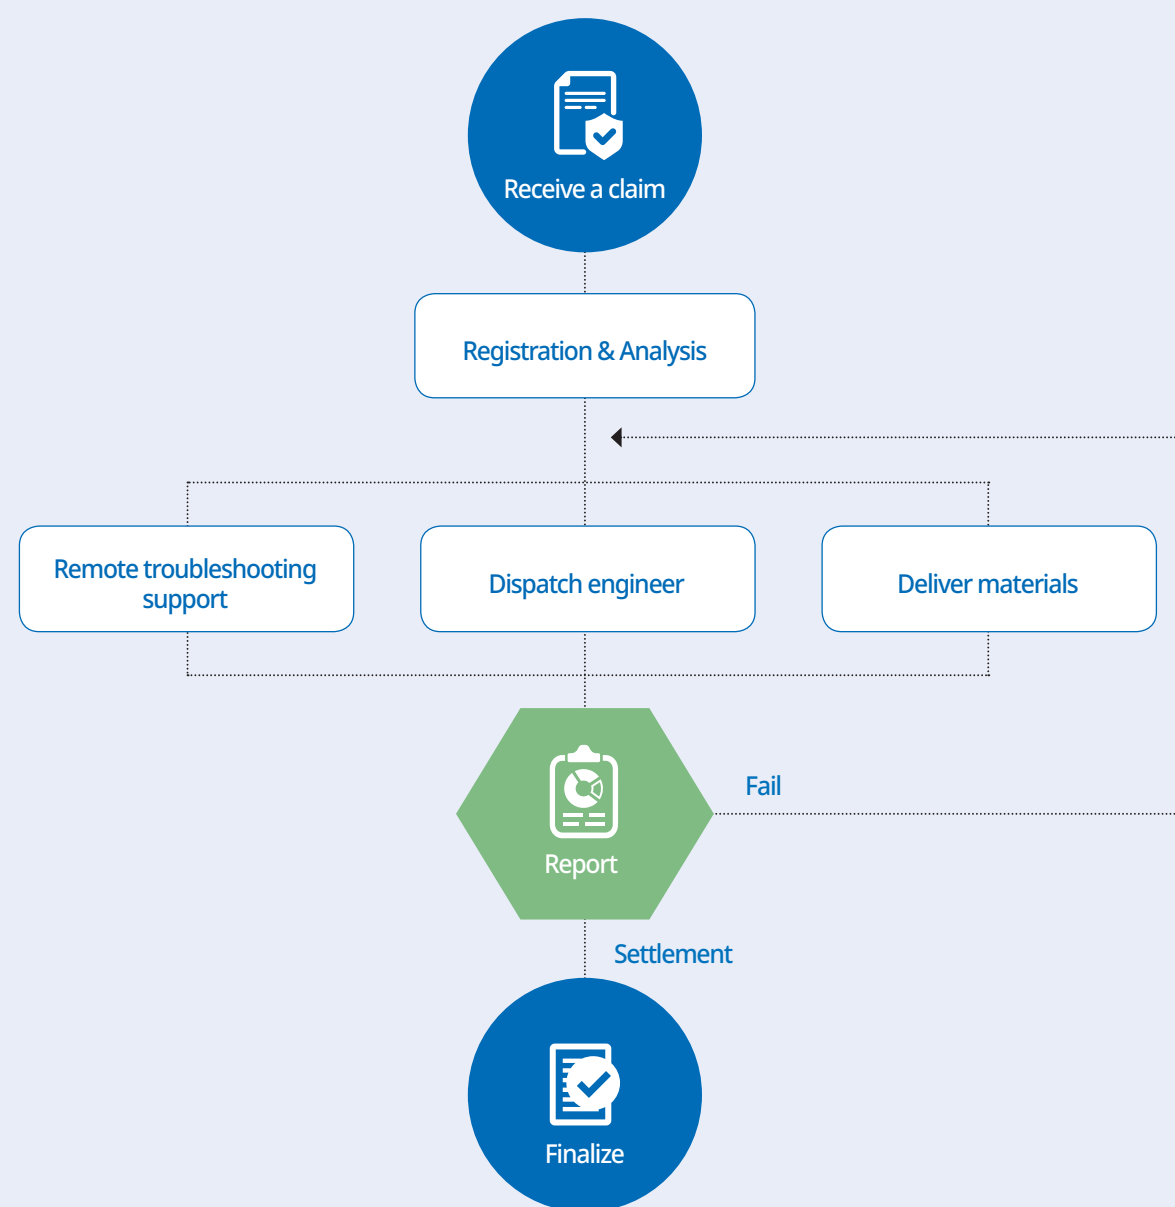 Receive a claim
Registration & Analysis
Remote troubleshooting
support
Dispatch engineer
Deliver materials
Fail
Report
Settlement
Finalize